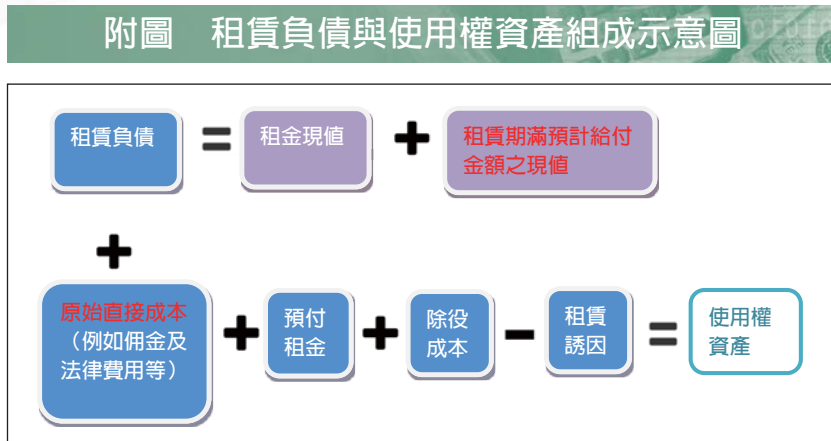 附圖　租賃負債與使用權資產組成示意圖
租賃負債 = 租金現值 + 租賃期滿預計給付
金額之現值
+
原始直接成本
（例如佣金及
法律費用等）
+
預付
租金
+
除役
成本
-
租賃
誘因
=
使用權
資產